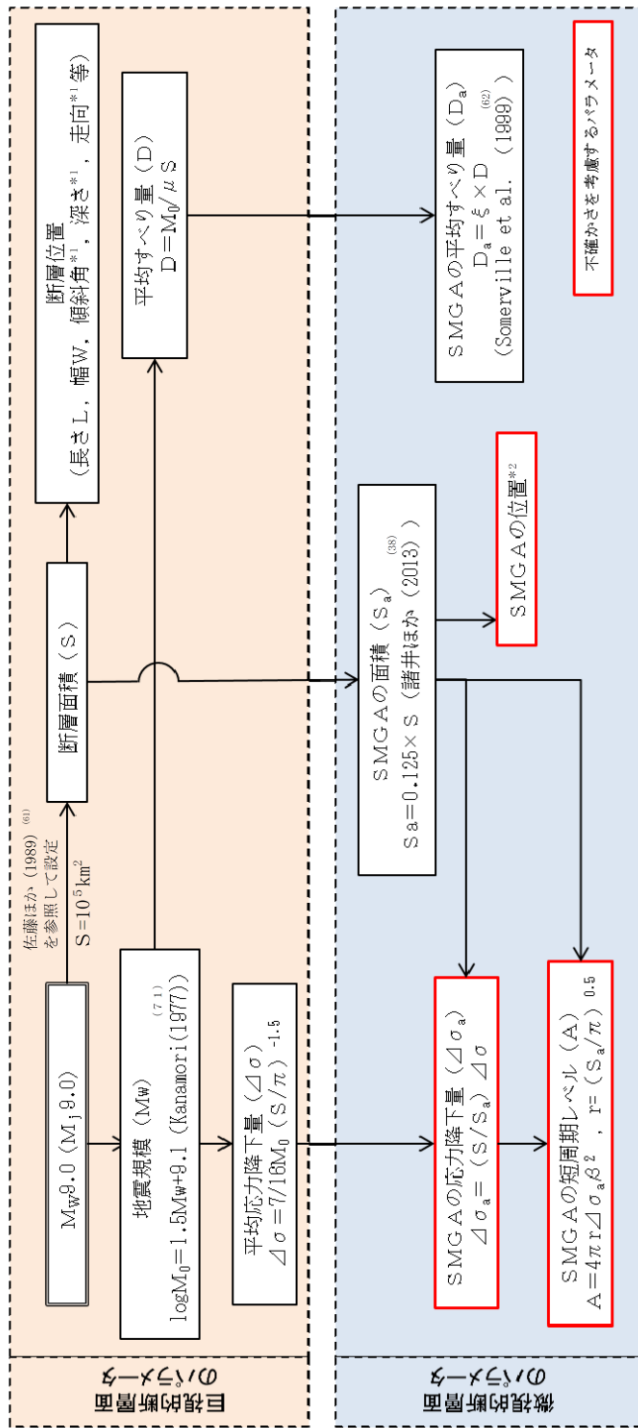 巨視的断層面
のパラメータ
Mw9.0 (Mj9.0)
佐藤ほか (1989) (61)
を参照して設定
S=10⁵km²
断層面積 (S)
断層位置
(長さL, 幅W, 傾斜角*1, 深さ*1, 走向*1等)
地震規模 (Mw)
logM₀=1.5Mw+9.1 (Kanamori(1977)) (71)
平均すべり量 (D)
D=M₀/μS
平均応力降下量 (⊿σ)
⊿σ=7/16M₀ (S/π) -1.5
微視的断層面
のパラメータ
SMGAの面積 (Sa)
Sa=0.125×S (諸井ほか (2013)) (38)
SMGAの応力降下量 (⊿σa)
⊿σa= (S/Sa) ⊿σ
SMGAの短周期レベル (A)
A=4πr⊿σaβ², r= (Sa/π) 0.5
SMGAの位置*2
SMGAの平均すべり量 (Da)
Da=ξ×D
(Somerville et al. (1999)) (62)
不確かさを考慮するパラメータ